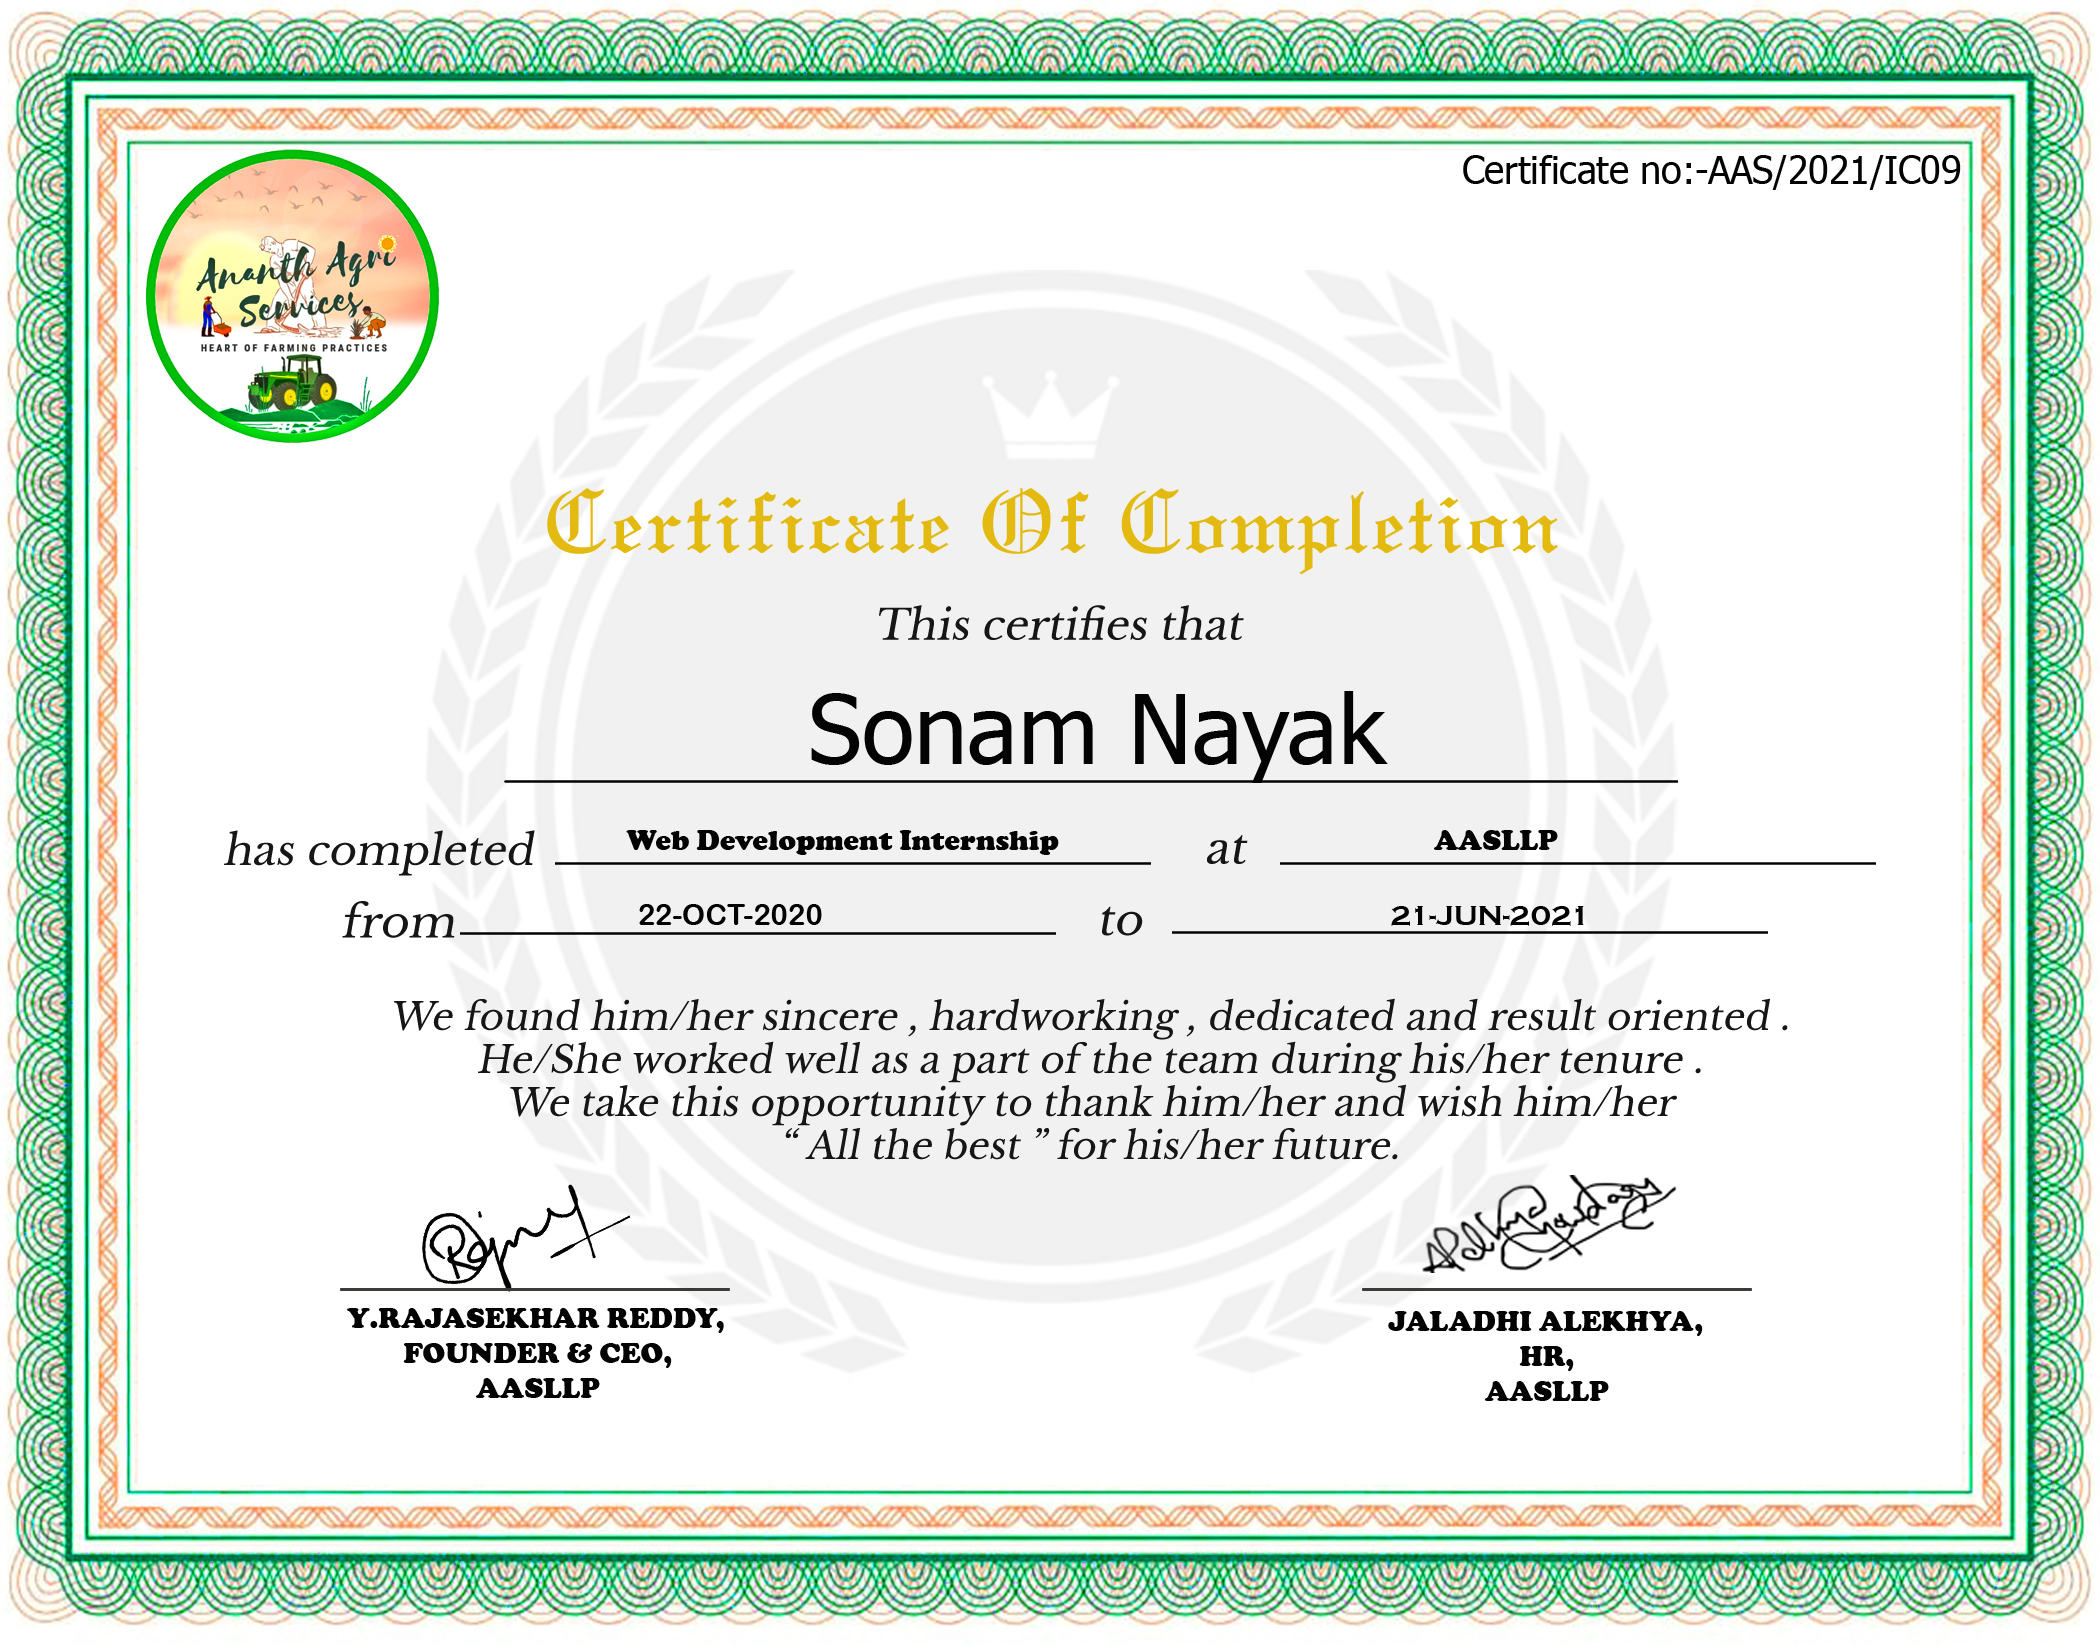 Certificate no:-AAS/2021/IC09
Ananth Agri
Services
HEART OF FARMING PRACTICES
Certificate Of Completion
This certifies that
Sonam Nayak
has completed Web Development Internship at AASLLP
from 22-OCT-2020 to 21-JUN-2021
We found him/her sincere , hardworking , dedicated and result oriented .
He/She worked well as a part of the team during his/her tenure .
We take this opportunity to thank him/her and wish him/her
“ All the best ” for his/her future.
Y.RAJASEKHAR REDDY,
FOUNDER & CEO,
AASLLP
JALADHI ALEKHYA,
HR,
AASLLP